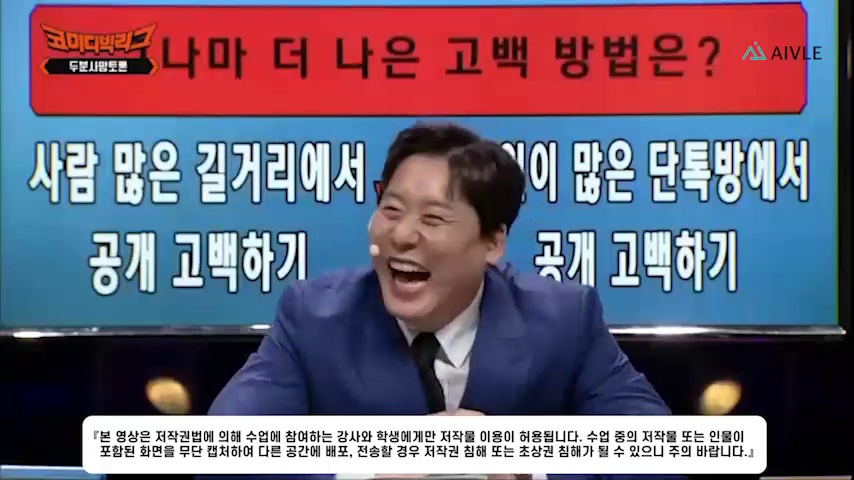 코미디빅리그
두분사망토론
나마 더 나은 고백 방법은?
AIVLE
사람 많은 길거리에서
이 많은 단톡방에서
공개 고백하기
공개 고백하기
『본 영상은 저작권법에 의해 수업에 참여하는 강사와 학생에게만 저작물 이용이 허용됩니다. 수업 중의 저작물 또는 인물이
포함된 화면을 무단 캡처하여 다른 공간에 배포, 전송할 경우 저작권 침해 또는 초상권 침해가 될 수 있으니 주의 바랍니다.』